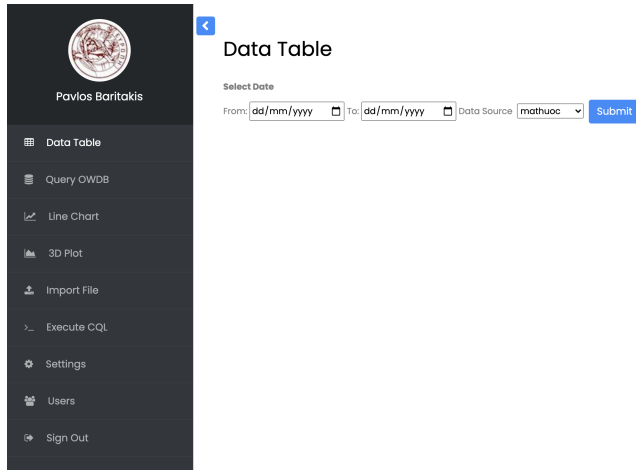 Pavlos Baritakis
Data Table
Query OWDB
Line Chart
3D Plot
Import File
Execute CQL
Settings
Users
Sign Out
Data Table
Select Date
From: dd/mm/yyyy To: dd/mm/yyyy Data Source mathuoc Submit